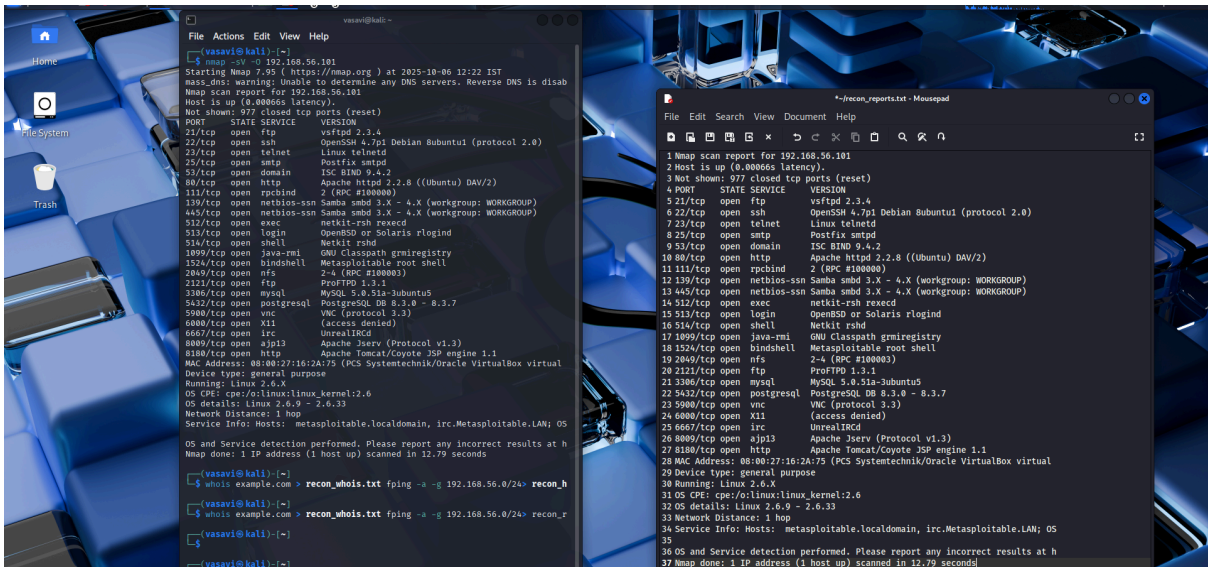 Home
File System
Trash
vasavi@kali: ~
File Actions Edit View Help
(vasavi㉿kali)-[~]
$ nmap -sV -O 192.168.56.101
Starting Nmap 7.95 ( https://nmap.org ) at 2025-10-06 12:22 IST
mass_dns: warning: Unable to determine any DNS servers. Reverse DNS is disab
Nmap scan report for 192.168.56.101
Host is up (0.00066s latency).
Not shown: 977 closed tcp ports (reset)
PORT STATE SERVICE VERSION
21/tcp open ftp vsftpd 2.3.4
22/tcp open ssh OpenSSH 4.7p1 Debian 8ubuntu1 (protocol 2.0)
23/tcp open telnet Linux telnetd
25/tcp open smtp Postfix smtpd
53/tcp open domain ISC BIND 9.4.2
80/tcp open http Apache httpd 2.2.8 ((Ubuntu) DAV/2)
111/tcp open rpcbind 2 (RPC #100000)
139/tcp open netbios-ssn Samba smbd 3.X - 4.X (workgroup: WORKGROUP)
445/tcp open netbios-ssn Samba smbd 3.X - 4.X (workgroup: WORKGROUP)
512/tcp open exec netkit-rsh rexecd
513/tcp open login OpenBSD or Solaris rlogind
514/tcp open shell Netkit rshd
1099/tcp open java-rmi GNU Classpath grmiregistry
1524/tcp open bindshell Metasploitable root shell
2049/tcp open nfs 2-4 (RPC #100003)
2121/tcp open ftp ProFTPD 1.3.1
3306/tcp open mysql MySQL 5.0.51a-3ubuntu5
5432/tcp open postgresql PostgreSQL DB 8.3.0 - 8.3.7
5900/tcp open vnc VNC (protocol 3.3)
6000/tcp open X11 (access denied)
6667/tcp open irc UnrealIRCd
8009/tcp open ajp13 Apache Jserv (Protocol v1.3)
8180/tcp open http Apache Tomcat/Coyote JSP engine 1.1
MAC Address: 08:00:27:16:2A:75 (PCS Systemtechnik/Oracle VirtualBox virtual
Device type: general purpose
Running: Linux 2.6.X
OS CPE: cpe:/o:linux:linux_kernel:2.6
OS details: Linux 2.6.9 - 2.6.33
Network Distance: 1 hop
Service Info: Hosts: metasploitable.localdomain, irc.Metasploitable.LAN; OS
OS and Service detection performed. Please report any incorrect results at h
Nmap done: 1 IP address (1 host up) scanned in 12.79 seconds
(vasavi㉿kali)-[~]
$ whois example.com > recon_whois.txt fping -a -g 192.168.56.0/24> recon_h
(vasavi㉿kali)-[~]
$ whois example.com > recon_whois.txt fping -a -g 192.168.56.0/24> recon_r
(vasavi㉿kali)-[~]
$
(vasavi㉿kali)-[~]
*~/recon_reports.txt - Mousepad
File Edit Search View Document Help
1 Nmap scan report for 192.168.56.101
2 Host is up (0.00066s latency).
3 Not shown: 977 closed tcp ports (reset)
4 PORT STATE SERVICE VERSION
5 21/tcp open ftp vsftpd 2.3.4
6 22/tcp open ssh OpenSSH 4.7p1 Debian 8ubuntu1 (protocol 2.0)
7 23/tcp open telnet Linux telnetd
8 25/tcp open smtp Postfix smtpd
9 53/tcp open domain ISC BIND 9.4.2
10 80/tcp open http Apache httpd 2.2.8 ((Ubuntu) DAV/2)
11 111/tcp open rpcbind 2 (RPC #100000)
12 139/tcp open netbios-ssn Samba smbd 3.X - 4.X (workgroup: WORKGROUP)
13 445/tcp open netbios-ssn Samba smbd 3.X - 4.X (workgroup: WORKGROUP)
14 512/tcp open exec netkit-rsh rexecd
15 513/tcp open login OpenBSD or Solaris rlogind
16 514/tcp open shell Netkit rshd
17 1099/tcp open java-rmi GNU Classpath grmiregistry
18 1524/tcp open bindshell Metasploitable root shell
19 2049/tcp open nfs 2-4 (RPC #100003)
20 2121/tcp open ftp ProFTPD 1.3.1
21 3306/tcp open mysql MySQL 5.0.51a-3ubuntu5
22 5432/tcp open postgresql PostgreSQL DB 8.3.0 - 8.3.7
23 5900/tcp open vnc VNC (protocol 3.3)
24 6000/tcp open X11 (access denied)
25 6667/tcp open irc UnrealIRCd
26 8009/tcp open ajp13 Apache Jserv (Protocol v1.3)
27 8180/tcp open http Apache Tomcat/Coyote JSP engine 1.1
28 MAC Address: 08:00:27:16:2A:75 (PCS Systemtechnik/Oracle VirtualBox virtual
29 Device type: general purpose
30 Running: Linux 2.6.X
31 OS CPE: cpe:/o:linux:linux_kernel:2.6
32 OS details: Linux 2.6.9 - 2.6.33
33 Network Distance: 1 hop
34 Service Info: Hosts: metasploitable.localdomain, irc.Metasploitable.LAN; OS
35
36 OS and Service detection performed. Please report any incorrect results at h
37 Nmap done: 1 IP address (1 host up) scanned in 12.79 seconds